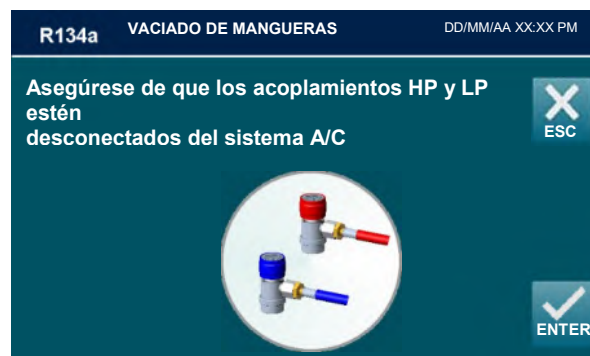 R134a VACIADO DE MANGUERAS DD/MM/AA XX:XX PM
Asegúrese de que los acoplamientos HP y LP
estén
desconectados del sistema A/C
ESC
ENTER